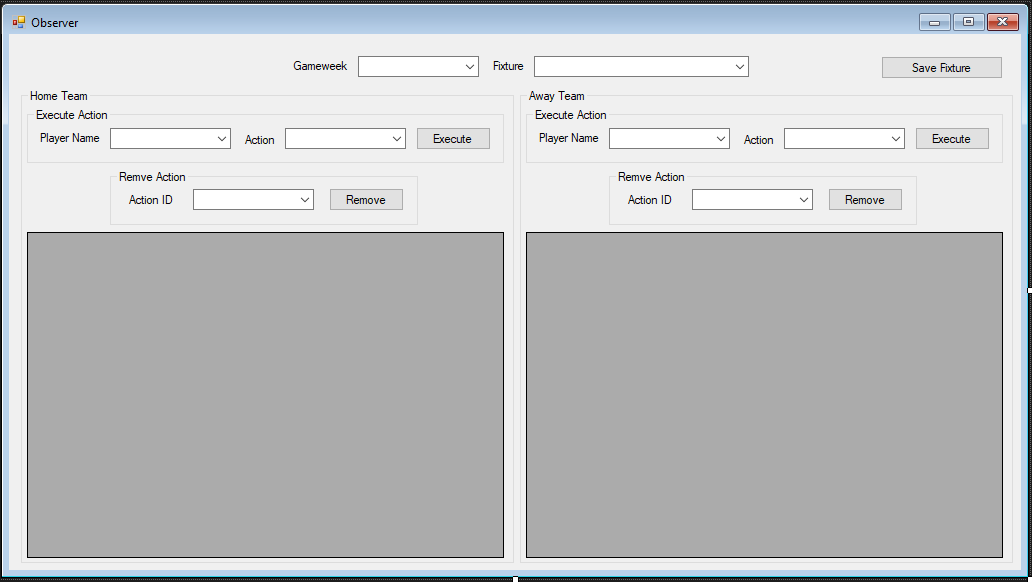 Observer
Gameweek Fixture Save Fixture
Home Team
Execute Action
Player Name Action Execute
Remve Action
Action ID Remove
Away Team
Execute Action
Player Name Action Execute
Remve Action
Action ID Remove